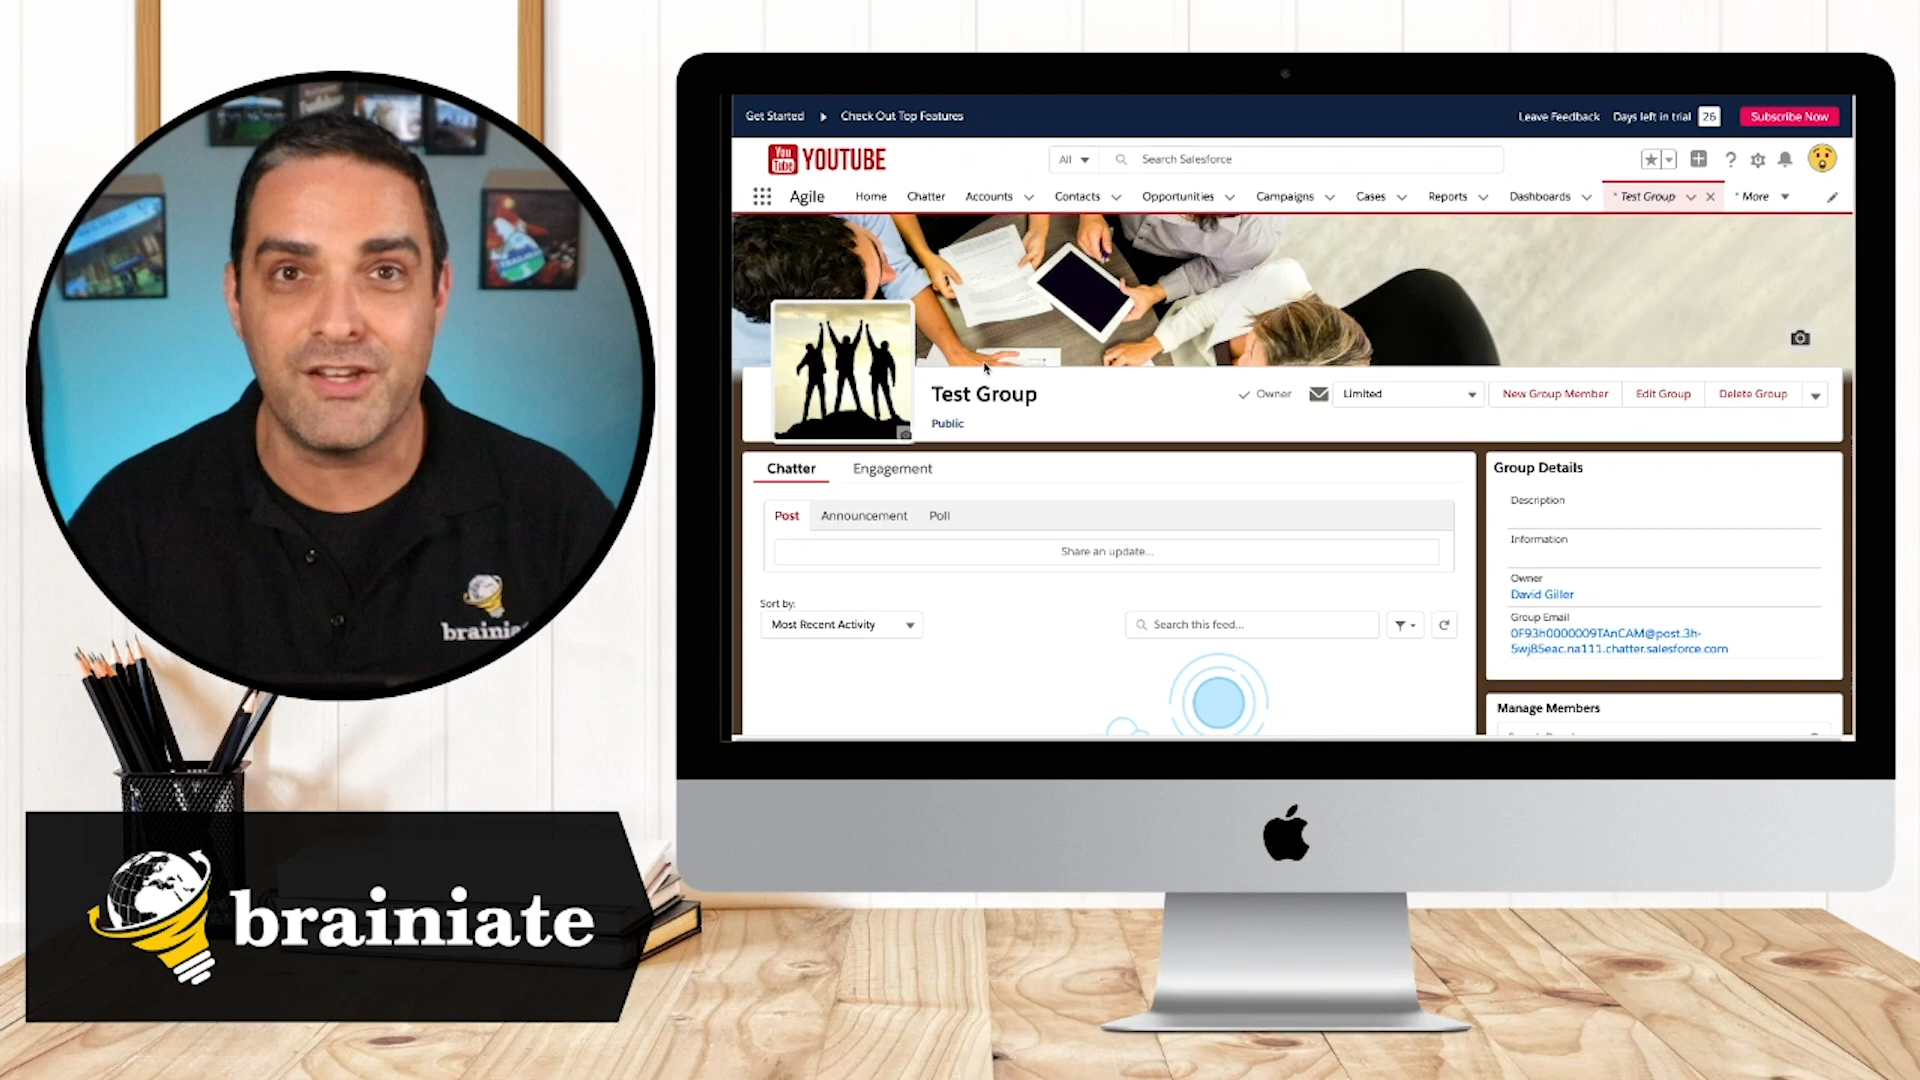 Get Started Check Out Top Features Leave Feedback Days left in trial 26 Subscribe Now
You Tube YOUTUBE All Search Salesforce
Agile Home Chatter Accounts Contacts Opportunities Campaigns Cases Reports Dashboards * Test Group * More
Test Group
Public
Owner Limited New Group Member Edit Group Delete Group
Chatter Engagement
Post Announcement Poll
Share an update...
Sort by:
Most Recent Activity
Search this feed...
Group Details
Description
Information
Owner
David Giller
Group Email
0F93h0000009TAnCAM@post.3h-
5wj85eac.na111.chatter.salesforce.com
Manage Members
brainia
brainiate